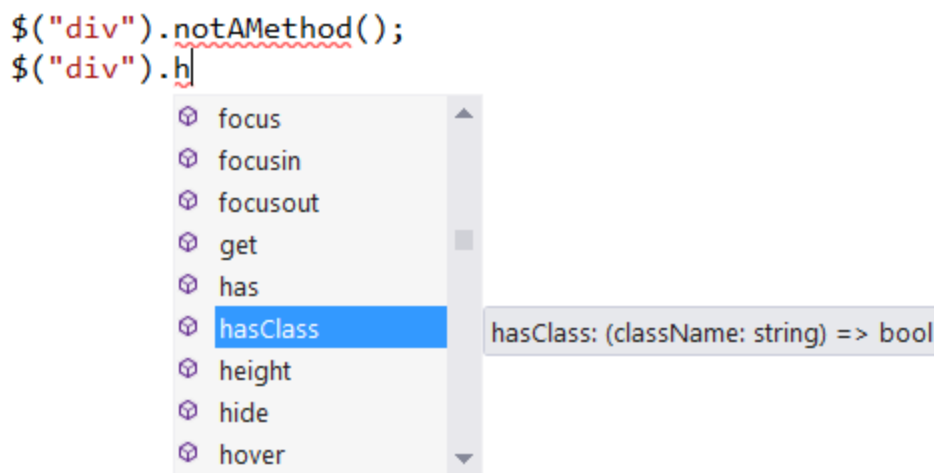 $("div").notAMethod();
$("div").h
focus
focusin
focusout
get
has
hasClass
hasClass: (className: string) => bool
height
hide
hover